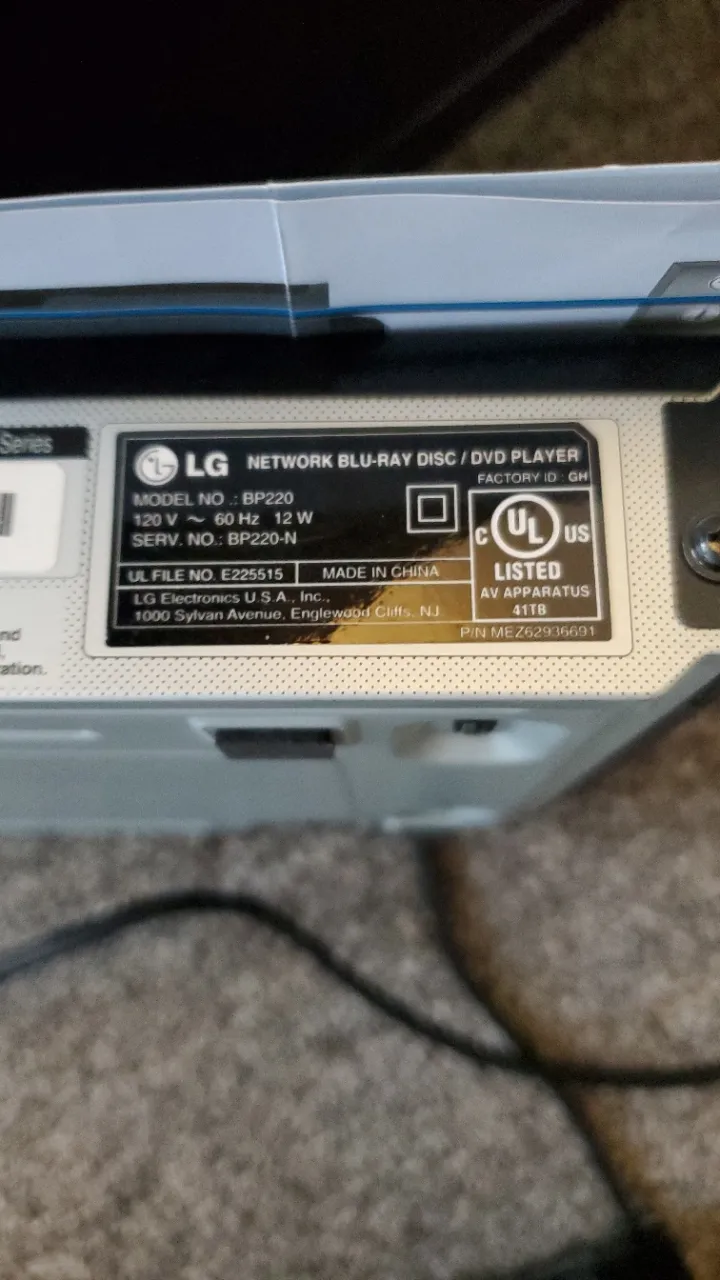 Series
LG
NETWORK BLU-RAY DISC / DVD PLAYER
FACTORY ID : GH
MODEL NO .: BP220
120 V ~ 60 Hz 12 W
SERV. NO.: BP220-N
C UL US
LISTED
AV APPARATUS
41TB
UL FILE NO. E225515
MADE IN CHINA
LG Electronics U.S.A., Inc.,
1000 Sylvan Avenue, Englewood Cliffs, NJ
P/N MEZ62936691